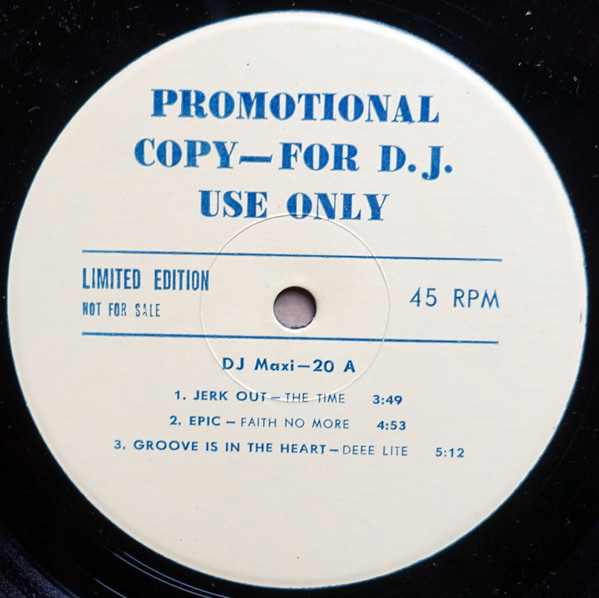 PROMOTIONAL
COPY—FOR D.J.
USE ONLY
LIMITED EDITION
NOT FOR SALE
45 RPM
DJ Maxi—20 A
1. JERK OUT—THE TIME 3:49
2. EPIC—FAITH NO MORE 4:53
3. GROOVE IS IN THE HEART—DEEE LITE 5:12